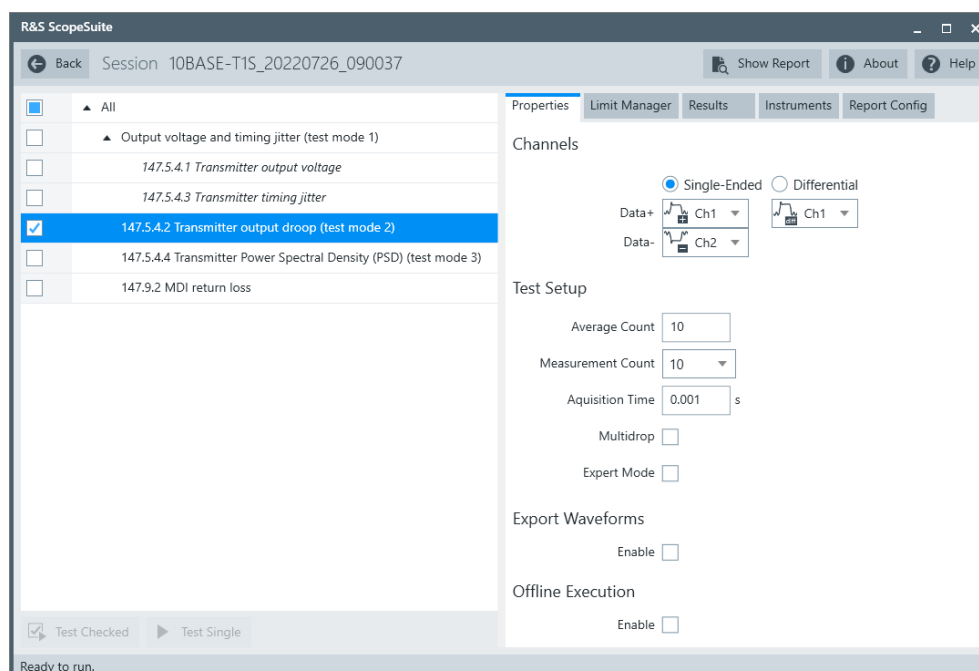 R&S ScopeSuite
Back Session 10BASE-T1S_20220726_090037 Show Report About Help
All
Output voltage and timing jitter (test mode 1)
147.5.4.1 Transmitter output voltage
147.5.4.3 Transmitter timing jitter
147.5.4.2 Transmitter output droop (test mode 2)
147.5.4.4 Transmitter Power Spectral Density (PSD) (test mode 3)
147.9.2 MDI return loss
Properties Limit Manager Results Instruments Report Config
Channels
Single-Ended Differential
Data+ Ch1 diff Ch1
Data- Ch2
Test Setup
Average Count 10
Measurement Count 10
Aquisition Time 0.001 s
Multidrop
Expert Mode
Export Waveforms
Enable
Offline Execution
Enable
Test Checked Test Single
Ready to run.